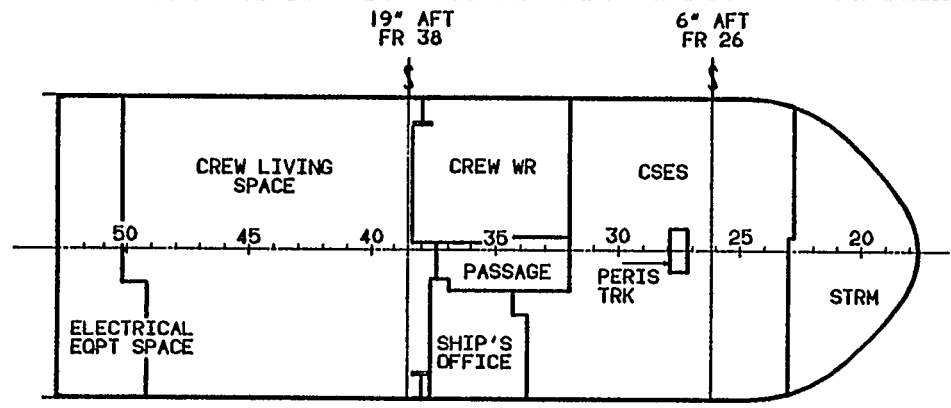 19" AFT
FR 38
6" AFT
FR 26
CREW LIVING
SPACE
CREW WR
CSES
50
45
40
35
30
25
20
PASSAGE
PERIS
TRK
STRM
ELECTRICAL
EQPT SPACE
SHIP'S
OFFICE